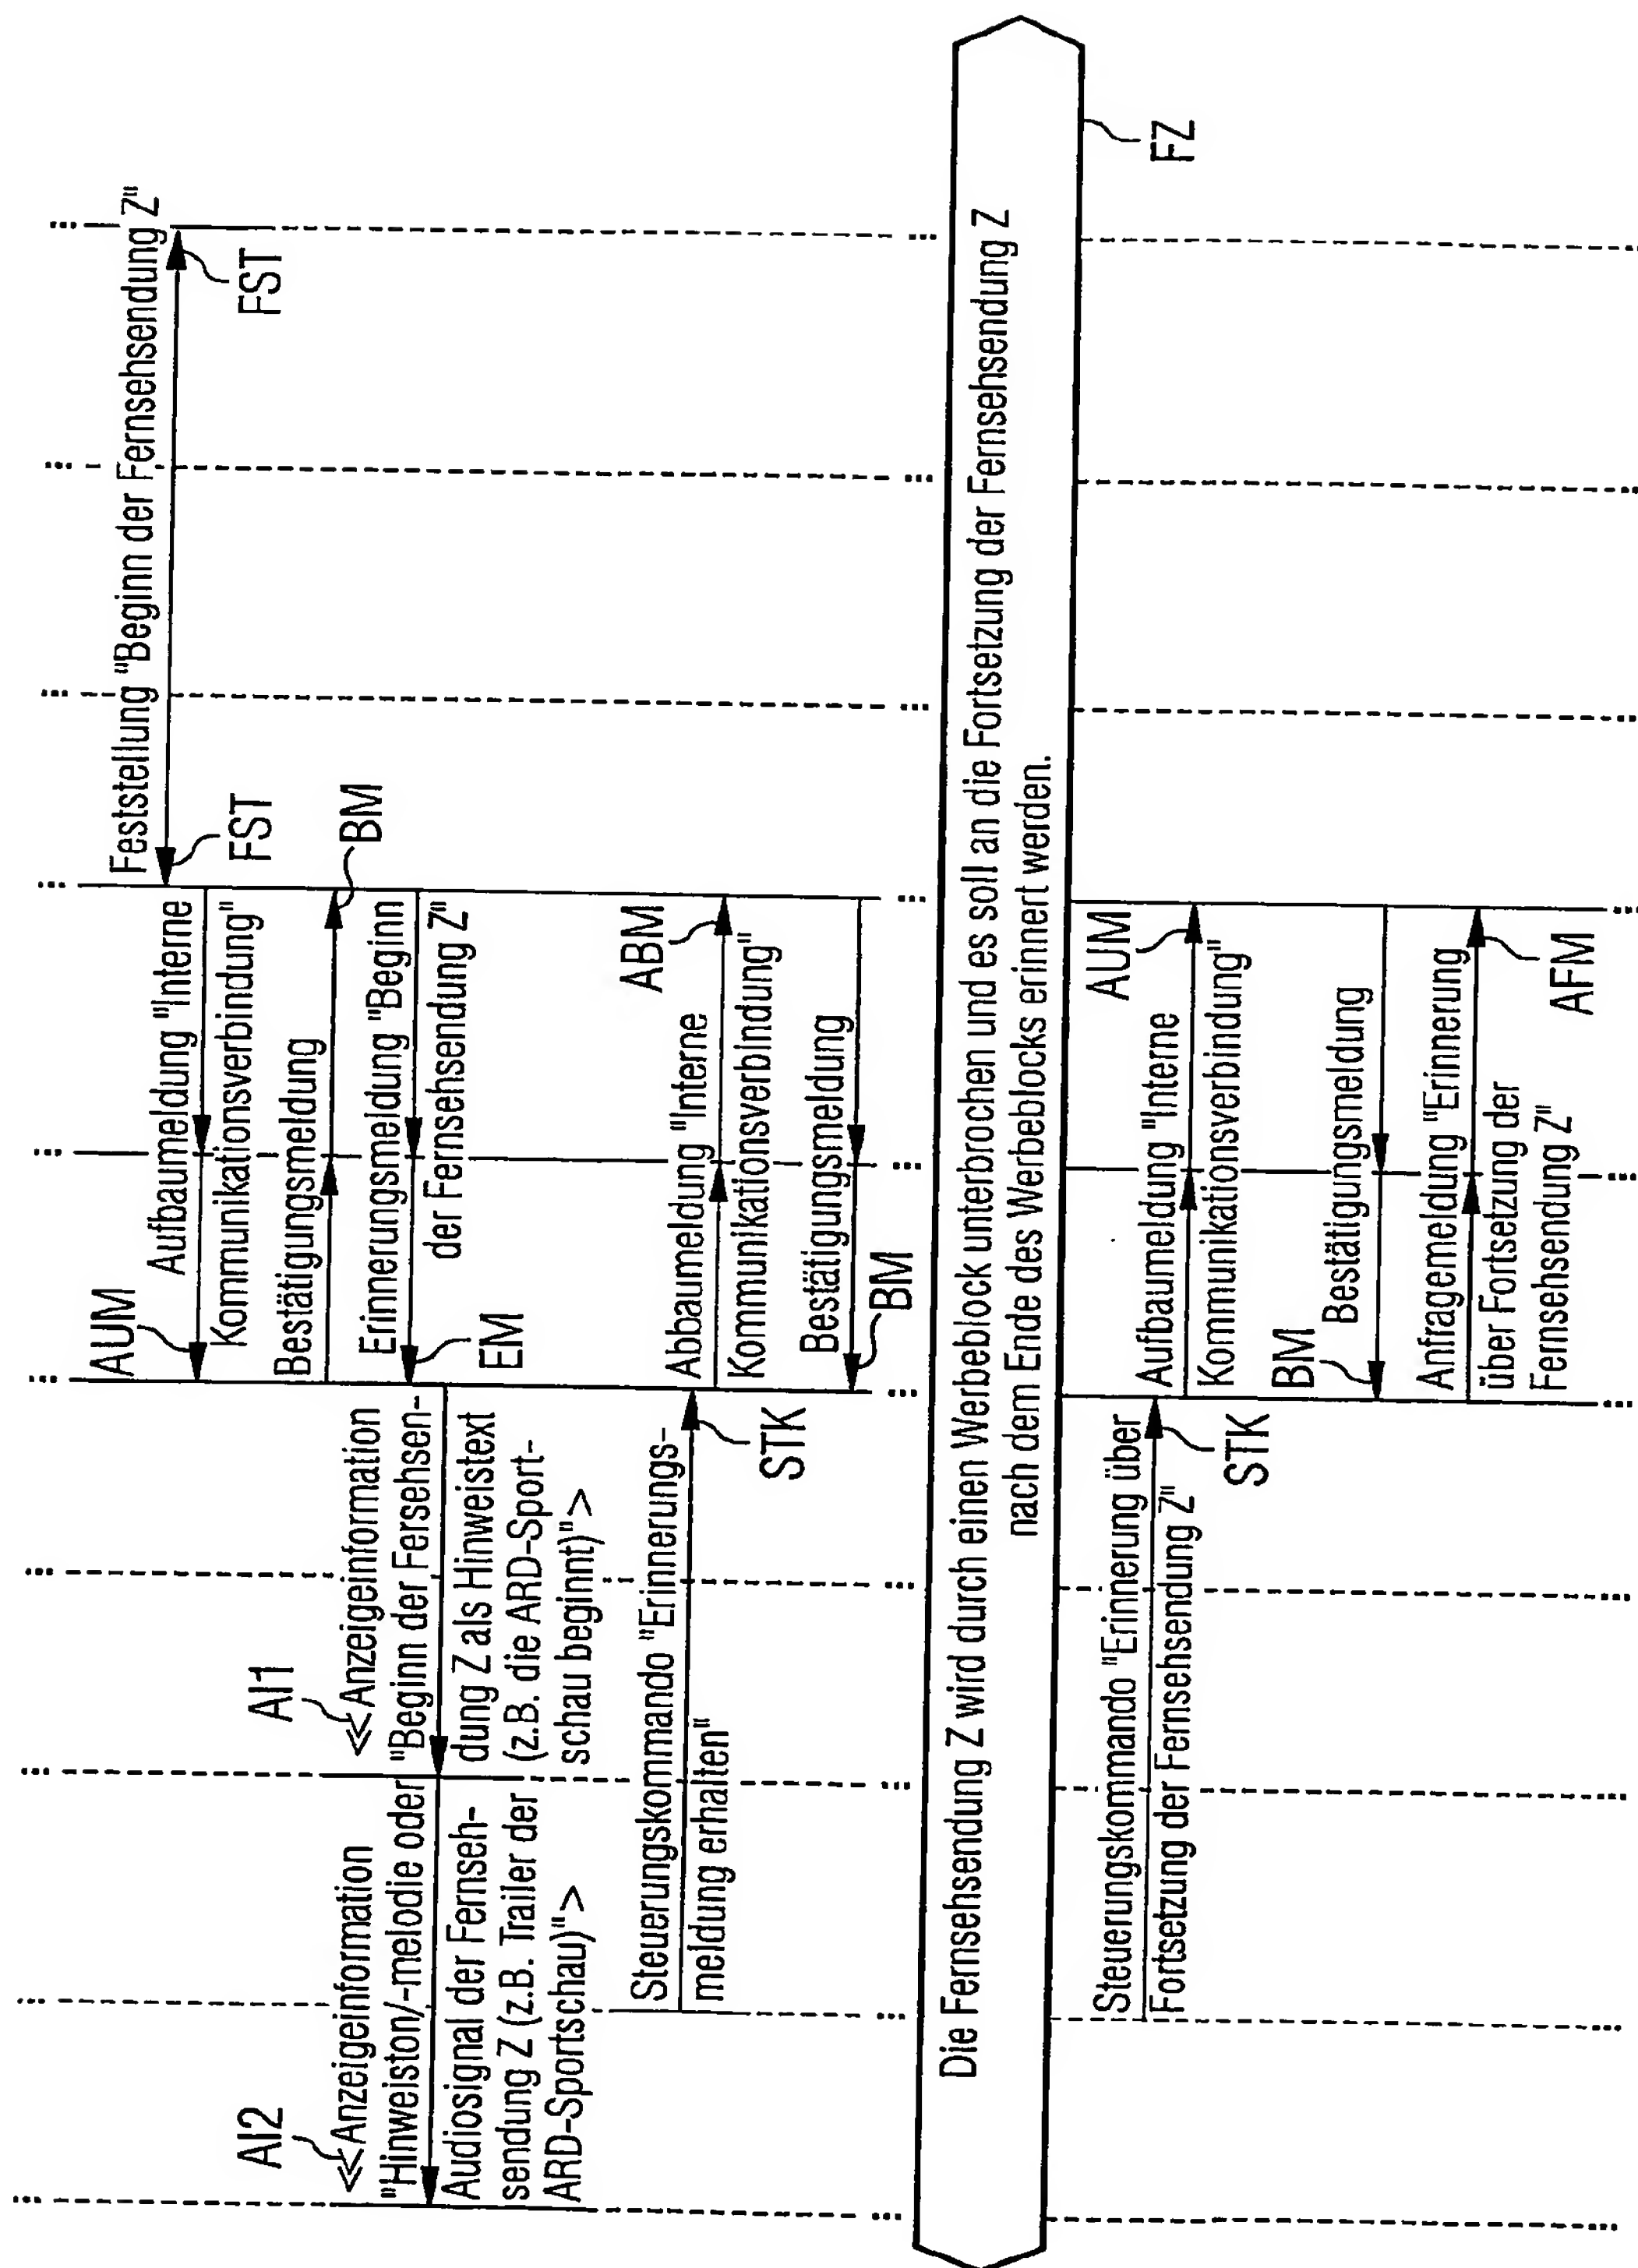 Feststellung "Beginn der Fernsehsendung Z"
FST
FST
Aufbaumeldung "Interne
Kommunikationsverbindung"
AUM
Bestätigungsmeldung
BM
Erinnerungsmeldung "Beginn
der Fernsehsendung Z"
EM
<<Anzeigeinformation
"Beginn der Fersehsen-
dung Z als Hinweistext
(z.B. die ARD-Sport-
schau beginnt)">
AI1
<<Anzeigeinformation
"Hinweiston/-melodie oder
Audiosignal der Fernseh-
sendung Z (z.B. Trailer der
ARD-Sportschau)">
AI2
Steuerungskommando "Erinnerungs-
meldung erhalten"
STK
Abbaumeldung "Interne
Kommunikationsverbindung"
ABM
Bestätigungsmeldung
BM
Die Fernsehsendung Z wird durch einen Werbeblock unterbrochen und es soll an die Fortsetzung der Fernsehsendung Z
nach dem Ende des Werbeblocks erinnert werden.
FZ
Steuerungskommando "Erinnerung über
Fortsetzung der Fernsehsendung Z"
STK
Aufbaumeldung "Interne
Kommunikationsverbindung"
AUM
Bestätigungsmeldung
BM
Anfragemeldung "Erinnerung
über Fortsetzung der
Fernsehsendung Z"
AFM